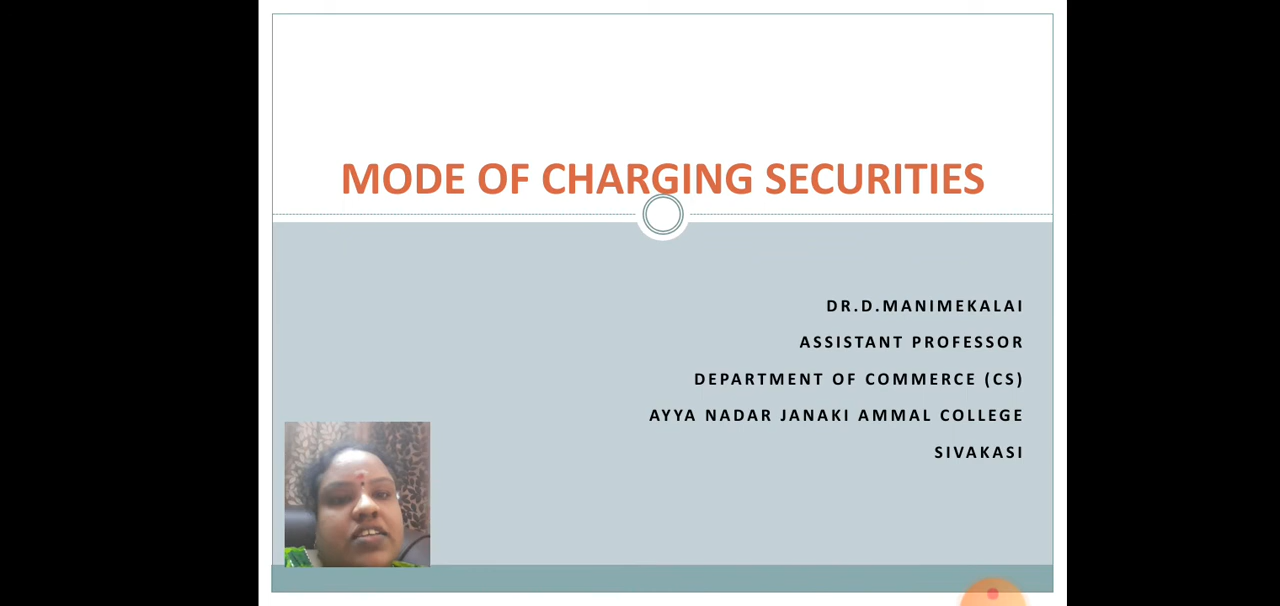 MODE OF CHARGING SECURITIES
DR.D.MANIMEKALAI
ASSISTANT PROFESSOR
DEPARTMENT OF COMMERCE (CS)
AYYA NADAR JANAKI AMMAL COLLEGE
SIVAKASI